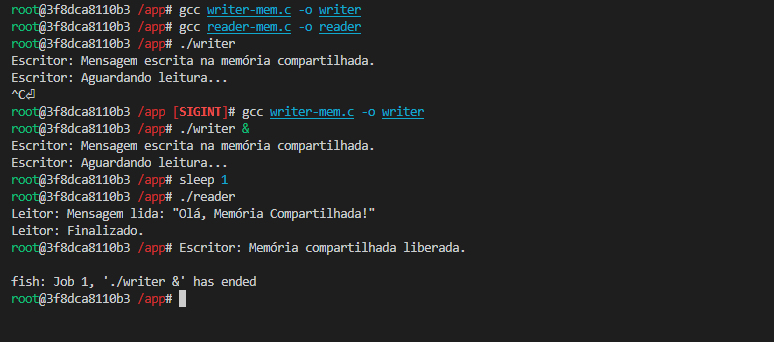 root@3f8dca8110b3 /app# gcc writer-mem.c -o writer
root@3f8dca8110b3 /app# gcc reader-mem.c -o reader
root@3f8dca8110b3 /app# ./writer
Escritor: Mensagem escrita na memória compartilhada.
Escritor: Aguardando leitura...
^C⏎
root@3f8dca8110b3 /app [SIGINT]# gcc writer-mem.c -o writer
root@3f8dca8110b3 /app# ./writer &
Escritor: Mensagem escrita na memória compartilhada.
Escritor: Aguardando leitura...
root@3f8dca8110b3 /app# sleep 1
root@3f8dca8110b3 /app# ./reader
Leitor: Mensagem lida: "Olá, Memória Compartilhada!"
Leitor: Finalizado.
root@3f8dca8110b3 /app# Escritor: Memória compartilhada liberada.
fish: Job 1, './writer &' has ended
root@3f8dca8110b3 /app#